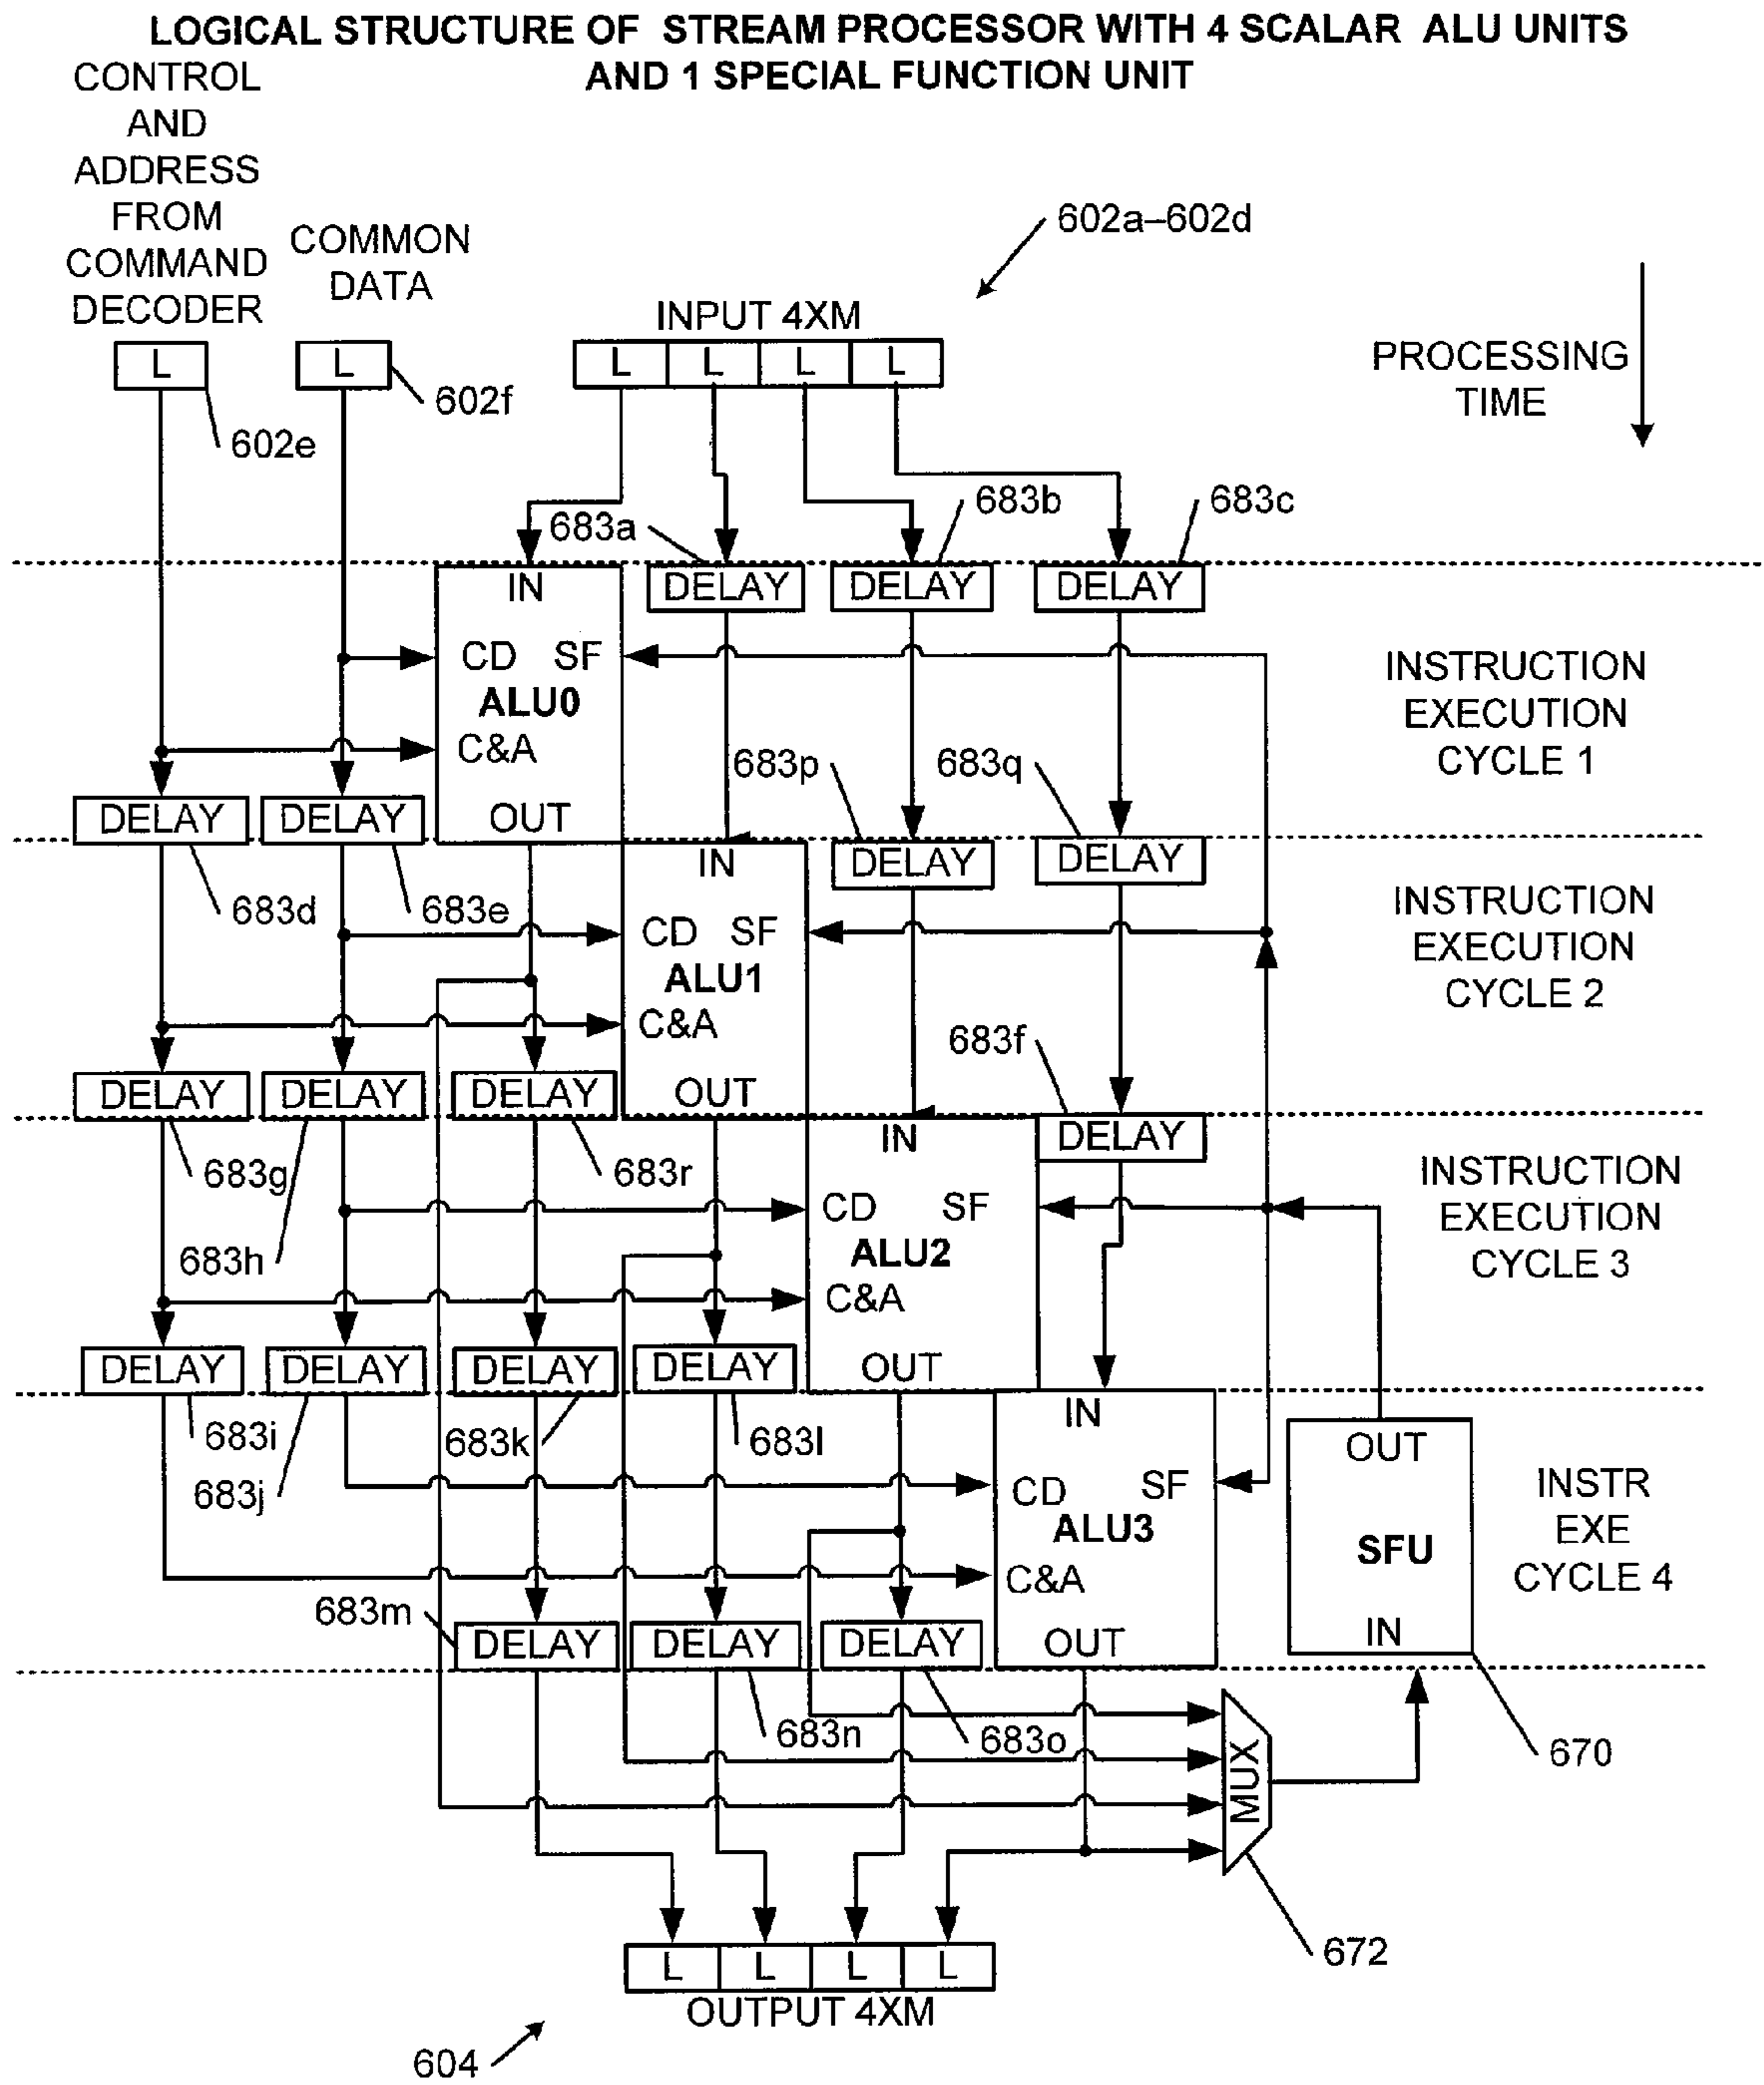 LOGICAL STRUCTURE OF STREAM PROCESSOR WITH 4 SCALAR ALU UNITS
AND 1 SPECIAL FUNCTION UNIT
CONTROL
AND
ADDRESS
FROM
COMMAND
DECODER
COMMON
DATA
602a–602d
INPUT 4XM
L
L
L
L
L
L
PROCESSING
TIME
602f
602e
683a
683b
683c
IN
DELAY
DELAY
DELAY
CD SF
ALU0
C&A
OUT
INSTRUCTION
EXECUTION
CYCLE 1
683p
683q
DELAY
DELAY
IN
DELAY
DELAY
683d
683e
CD SF
ALU1
C&A
OUT
INSTRUCTION
EXECUTION
CYCLE 2
683f
DELAY
DELAY
DELAY
IN
DELAY
683g
683r
683h
CD SF
ALU2
C&A
OUT
INSTRUCTION
EXECUTION
CYCLE 3
DELAY
DELAY
DELAY
DELAY
IN
683i
683k
683l
683j
CD SF
ALU3
C&A
OUT
OUT
SFU
IN
INSTR
EXE
CYCLE 4
683m
DELAY
DELAY
DELAY
683n
683o
MUX
670
672
L
L
L
L
OUTPUT 4XM
604